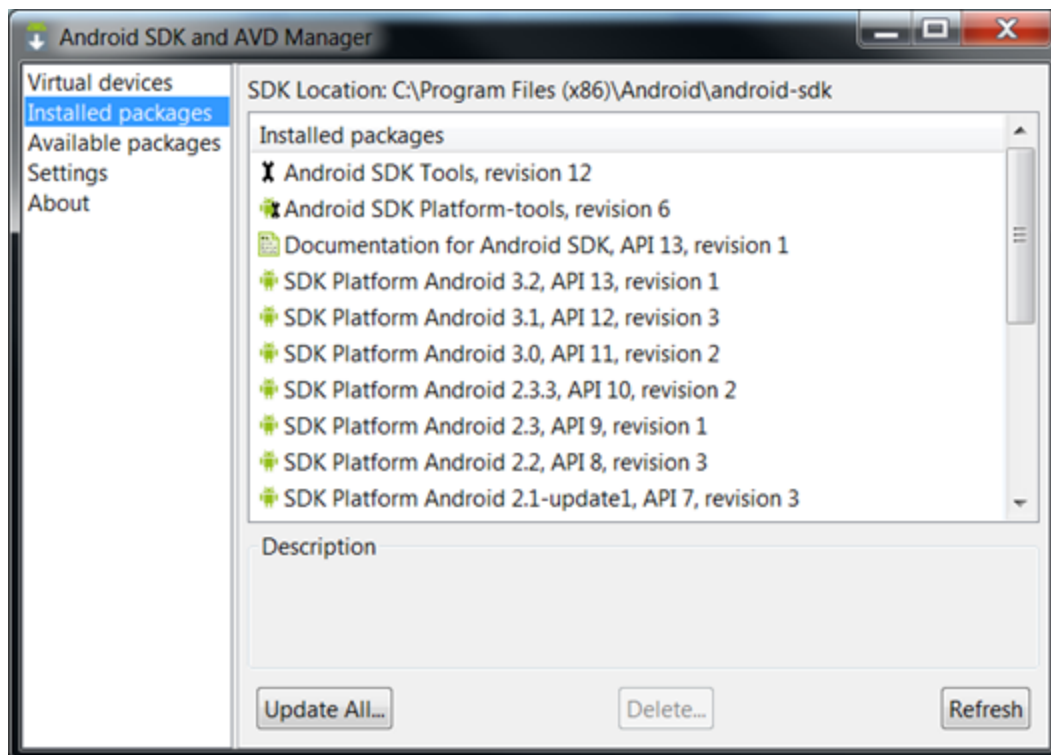 Android SDK and AVD Manager
Virtual devices
Installed packages
Available packages
Settings
About
SDK Location: C:\Program Files (x86)\Android\android-sdk
Installed packages
Android SDK Tools, revision 12
Android SDK Platform-tools, revision 6
Documentation for Android SDK, API 13, revision 1
SDK Platform Android 3.2, API 13, revision 1
SDK Platform Android 3.1, API 12, revision 3
SDK Platform Android 3.0, API 11, revision 2
SDK Platform Android 2.3.3, API 10, revision 2
SDK Platform Android 2.3, API 9, revision 1
SDK Platform Android 2.2, API 8, revision 3
SDK Platform Android 2.1-update1, API 7, revision 3
Description
Update All...
Delete...
Refresh